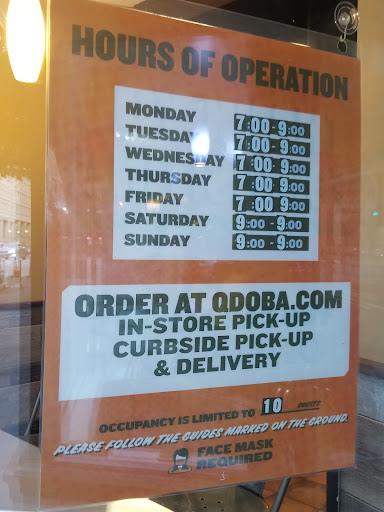 HOURS OF OPERATION
MONDAY 7:00-9:00
TUESDAY 7:00-9:00
WEDNESDAY 7:00-9:00
THURSDAY 7:00-9:00
FRIDAY 7:00-9:00
SATURDAY 9:00-9:00
SUNDAY 9:00-9:00
ORDER AT QDOBA.COM
IN-STORE PICK-UP
CURBSIDE PICK-UP
& DELIVERY
OCCUPANCY IS LIMITED TO 10 GUESTS
PLEASE FOLLOW THE GUIDES MARKED ON THE GROUND.
FACE MASK
REQUIRED